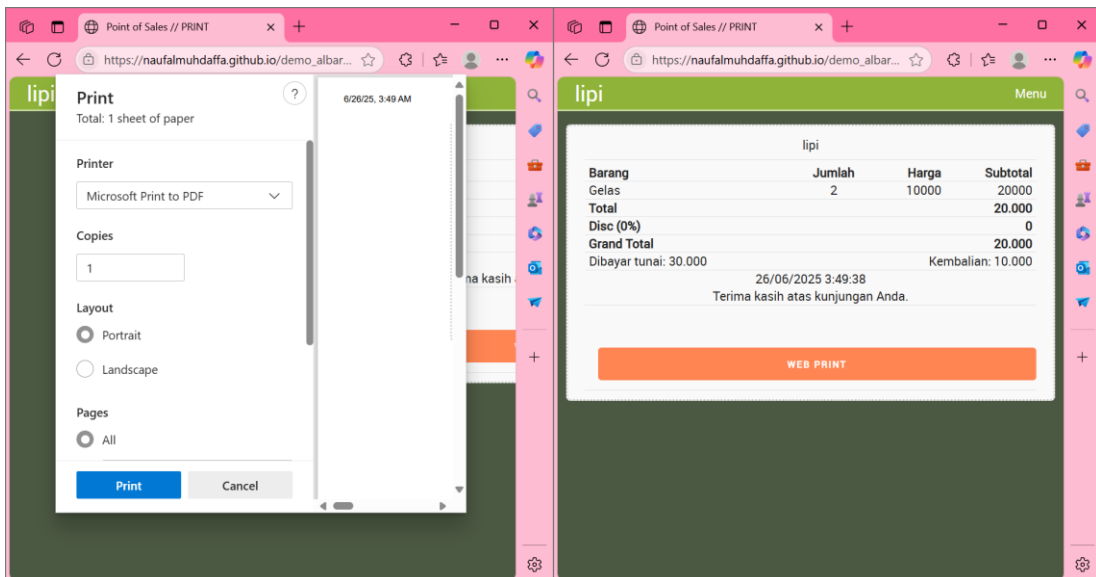 Point of Sales // PRINT
https://naufalmuhdaffa.github.io/demo_albar...
lipi
Print
Total: 1 sheet of paper
?
Printer
Microsoft Print to PDF
Copies
1
Layout
Portrait
Landscape
Pages
All
Print Cancel
6/26/25, 3:49 AM
na kasih
Point of Sales // PRINT
https://naufalmuhdaffa.github.io/demo_albar...
lipi Menu
lipi
Barang Jumlah Harga Subtotal
Gelas 2 10000 20000
Total 20.000
Disc (0%) 0
Grand Total 20.000
Dibayar tunai: 30.000 Kembalian: 10.000
26/06/2025 3:49:38
Terima kasih atas kunjungan Anda.
WEB PRINT